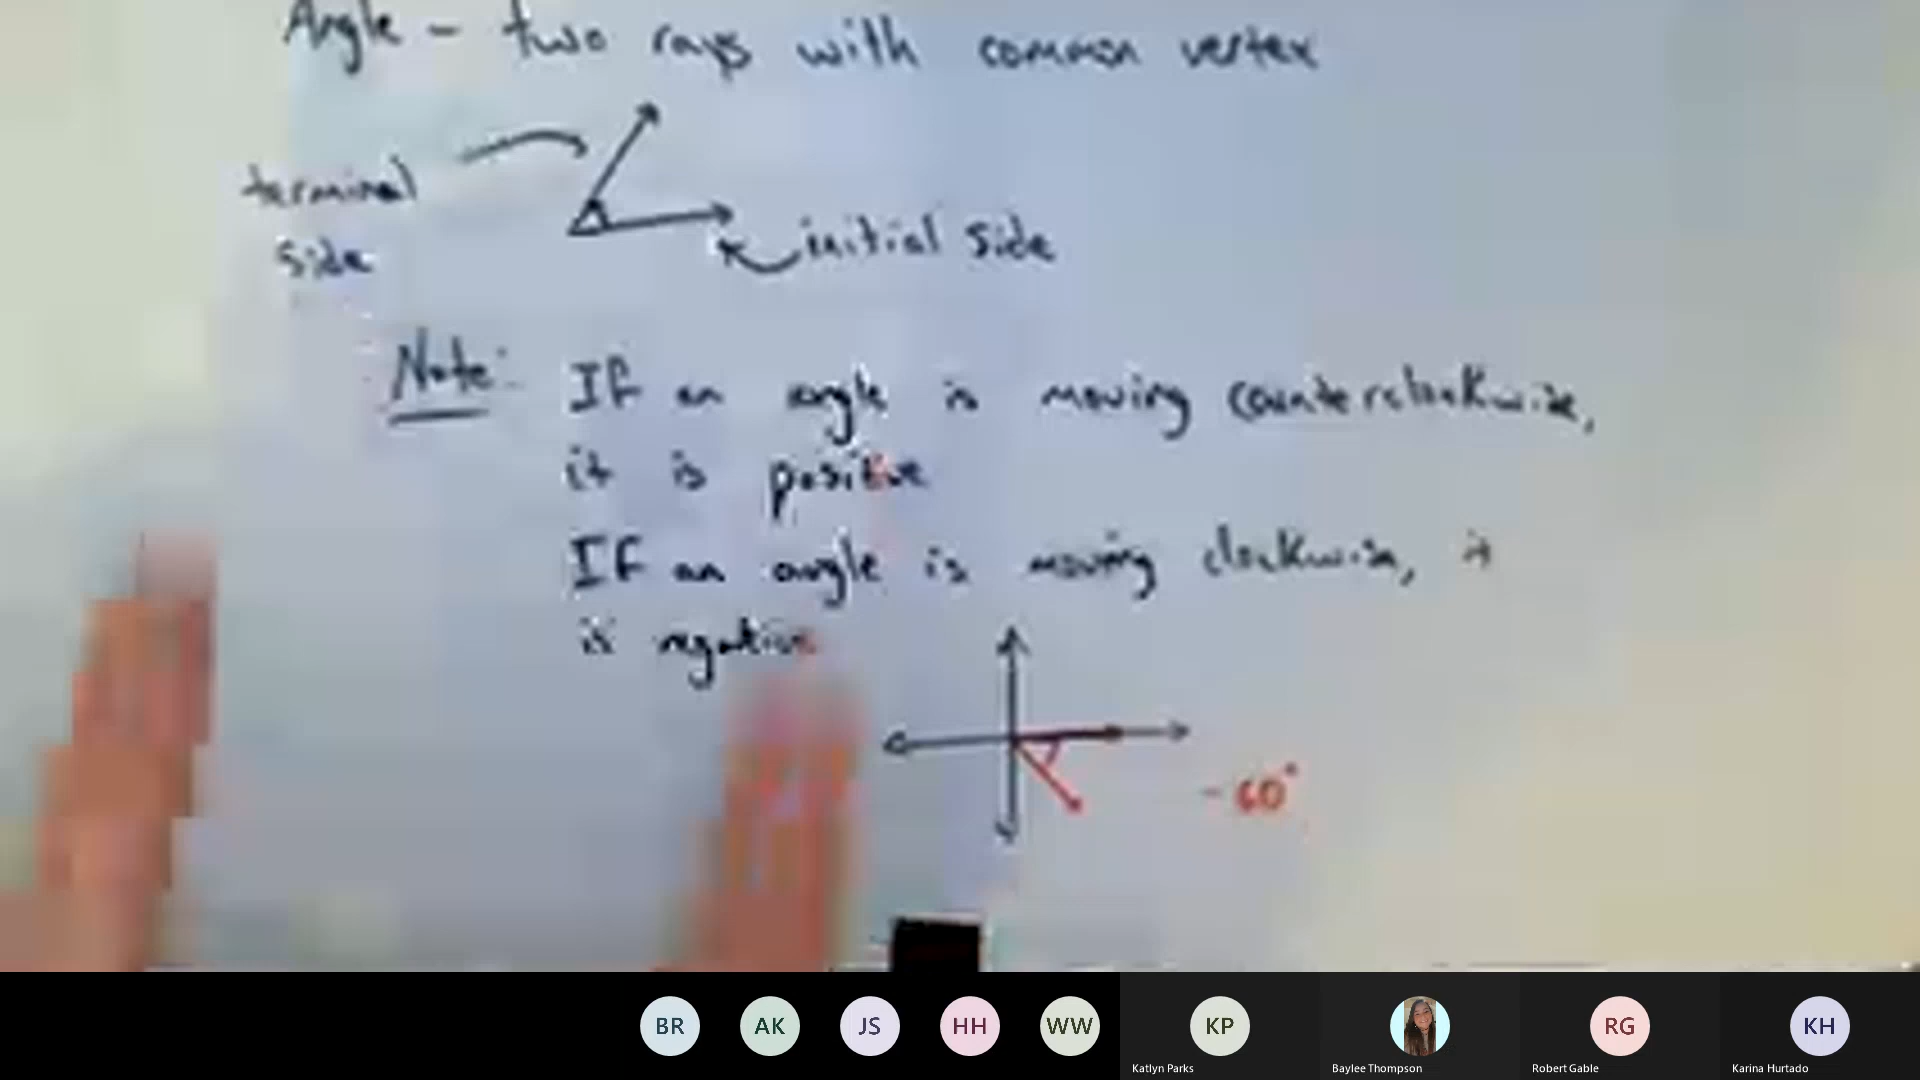 Angle - two rays with common vertex
terminal
side
initial side
Note: If an angle is moving counterclockwise,
it is positive
If an angle is moving clockwise, it
is negative
- 60°
BR AK JS HH WW KP RG KH
Katlyn Parks Baylee Thompson Robert Gable Karina Hurtado